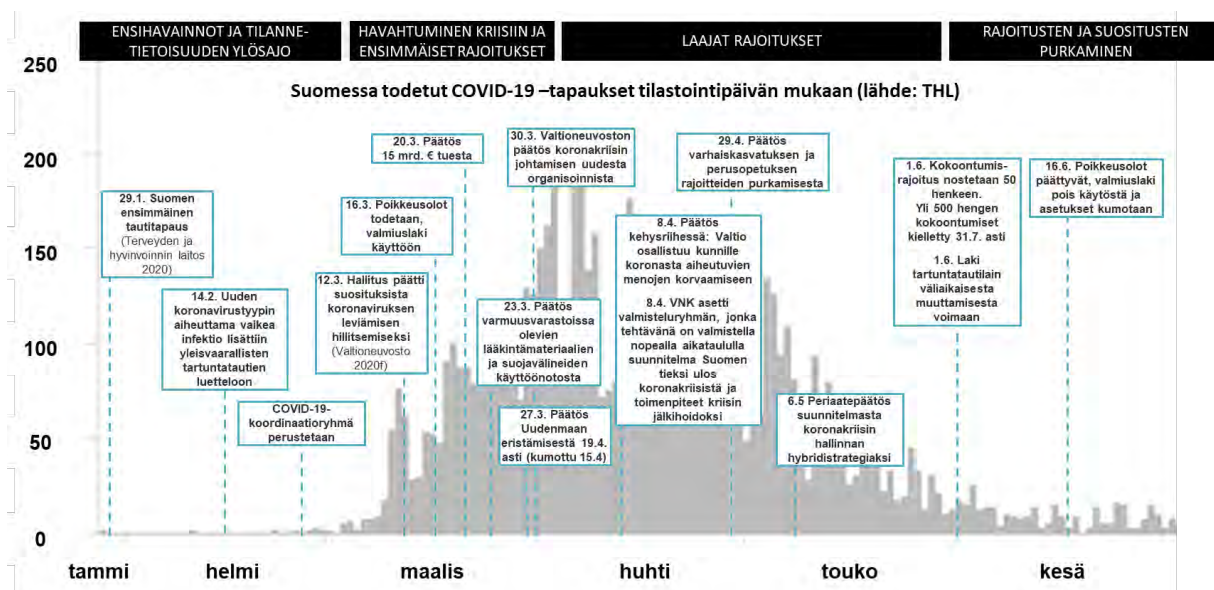 ENSIHAVAINNOT JA TILANNE-
TIETOISUUDEN YLÖSAJO
HAVAHTUMINEN KRIISIIN JA
ENSIMMÄISET RAJOITUKSET
LAAJAT RAJOITUKSET
RAJOITUSTEN JA SUOSITUSTEN
PURKAMINEN
Suomessa todetut COVID-19 –tapaukset tilastointipäivän mukaan (lähde: THL)
250
200
150
100
50
0
29.1. Suomen
ensimmäinen
tautitapaus
(Terveyden ja
hyvinvoinnin laitos
2020)
14.2. Uuden
koronavirustyypin
aiheuttama vaikea
infektio lisättiin
yleisvaarallisten
tartuntatautien
luetteloon
COVID-19-
koordinaatioryhmä
perustetaan
12.3. Hallitus päätti
suosituksista
koronaviruksen
leviämisen
hillitsemiseksi
(Valtioneuvosto
2020f)
16.3. Poikkeusolot
todetaan,
valmiuslaki
käyttöön
20.3. Päätös
15 mrd. € tuesta
23.3. Päätös
varmuusvarastoissa
olevien
lääkintämateriaalien
ja suojavälineiden
käyttöönotosta
27.3. Päätös
Uudenmaan
eristämisestä 19.4.
asti (kumottu 15.4)
30.3. Valtioneuvoston
päätös koronakriisin
johtamisen uudesta
organisoinnista
8.4. Päätös
kehysriihessä: Valtio
osallistuu kunnille
koronasta aiheutuvien
menojen korvaamiseen
8.4. VNK asetti
valmisteluryhmän, jonka
tehtävänä on valmistella
nopealla aikataululla
suunnitelma Suomen
tieksi ulos
koronakriisistä ja
toimenpiteet kriisin
jälkihoidoksi
29.4. Päätös
varhaiskasvatuksen ja
perusopetuksen
rajoitteiden purkamisesta
6.5 Periaatepäätös
suunnitelmasta
koronakriisin
hallinnan
hybridistrategiaksi
1.6. Kokoontumis-
rajoitus nostetaan 50
henkeen.
Yli 500 hengen
kokoontumiset
kielletty 31.7. asti
1.6. Laki
tartuntatautilain
väliaikaisesta
muuttamisesta
voimaan
16.6. Poikkeusolot
päättyvät, valmiuslaki
pois käytöstä ja
asetukset kumotaan
tammi
helmi
maalis
huhti
touko
kesä